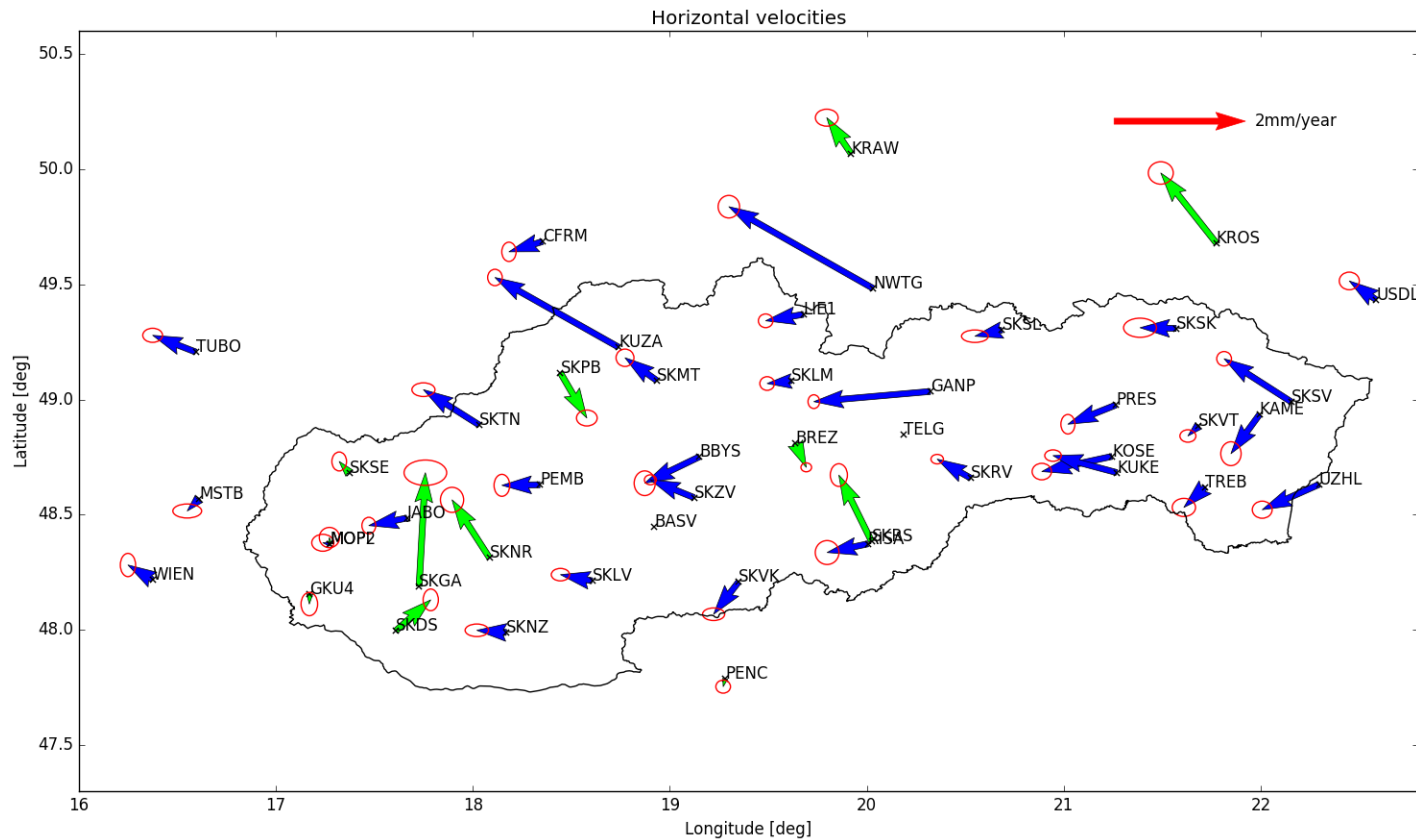 Horizontal velocities
50.5
2mm/year
KRAW
50.0
KROS
CFRM
NWTG
49.5
USDL
LIE1
SKSL
SKSK
TUBO
KUZA
SKPB
SKMT
SKLM
GANP
49.0
PRES
SKSV
KAME
SKTN
SKVT
BREZ
TELG
BBYS
KOSE
SKSE
KUKE
SKRV
PEMB
SKZV
TREB
UZHL
MSTB
48.5
JABO
BASV
SKRS
MOP2
SKNR
WIEN
GKU4
SKGA
SKLV
SKVK
48.0
SKDS
SKNZ
PENC
47.5
16
17
18
19
20
21
22
Latitude [deg]
Longitude [deg]